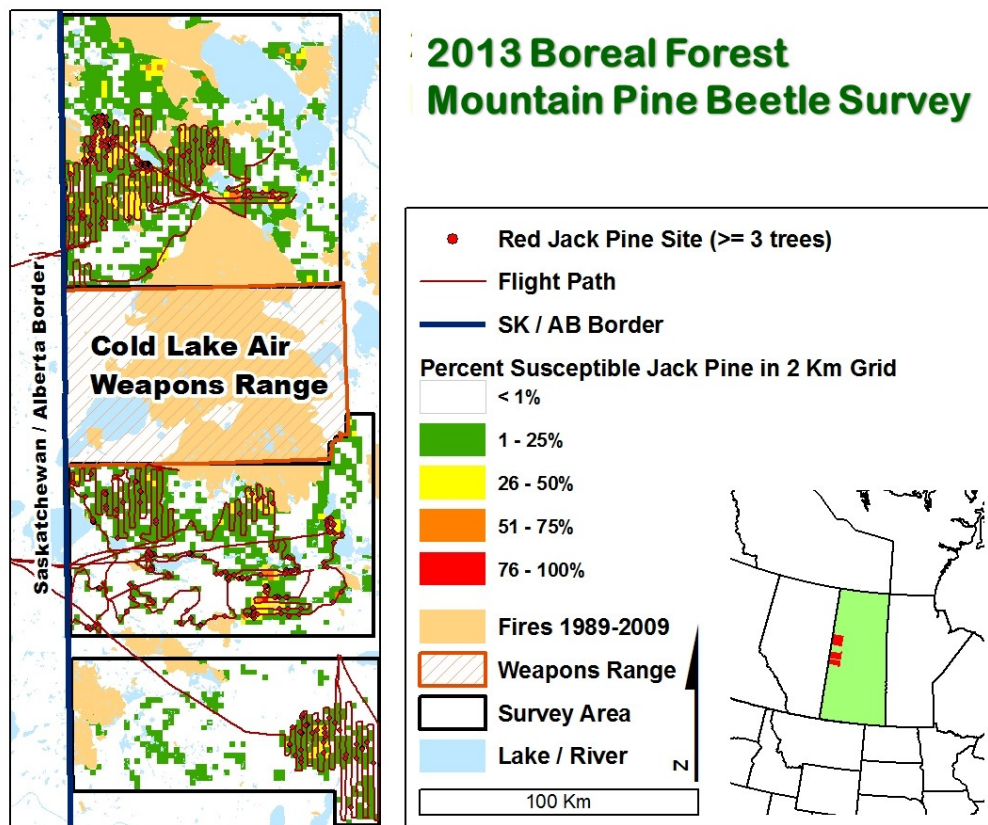 2013 Boreal Forest
Mountain Pine Beetle Survey
Saskatchewan / Alberta Border
Cold Lake Air
Weapons Range
Red Jack Pine Site (>= 3 trees)
Flight Path
SK / AB Border
Percent Susceptible Jack Pine in 2 Km Grid
< 1%
1 - 25%
26 - 50%
51 - 75%
76 - 100%
Fires 1989-2009
Weapons Range
Survey Area
Lake / River
N
100 Km